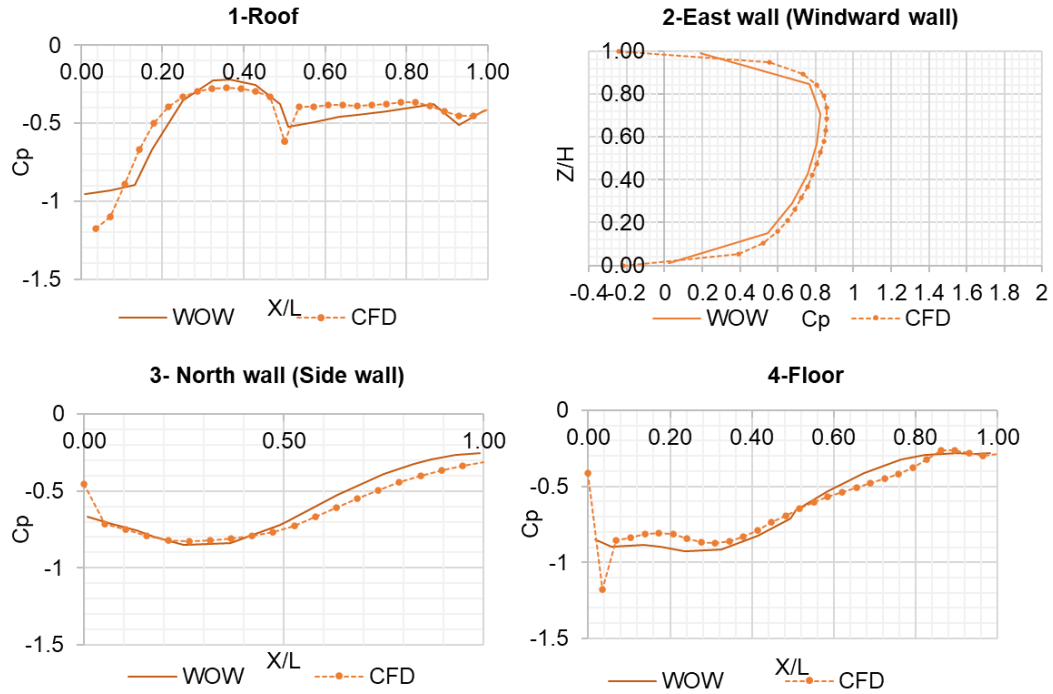 1-Roof
0
0.00 0.20 0.40 0.60 0.80 1.00
-0.5
-1
-1.5
Cp
X/L
WOW CFD
2-East wall (Windward wall)
1.00
0.80
0.60
0.40
0.20
0.00
Z/H
-0.4 -0.2 0 0.2 0.4 0.6 0.8 1 1.2 1.4 1.6 1.8 2
WOW Cp CFD
3- North wall (Side wall)
0
0.00 0.50 1.00
-0.5
-1
-1.5
Cp
X/L
WOW CFD
4-Floor
0
0.00 0.20 0.40 0.60 0.80 1.00
-0.5
-1
-1.5
Cp
X/L
WOW CFD